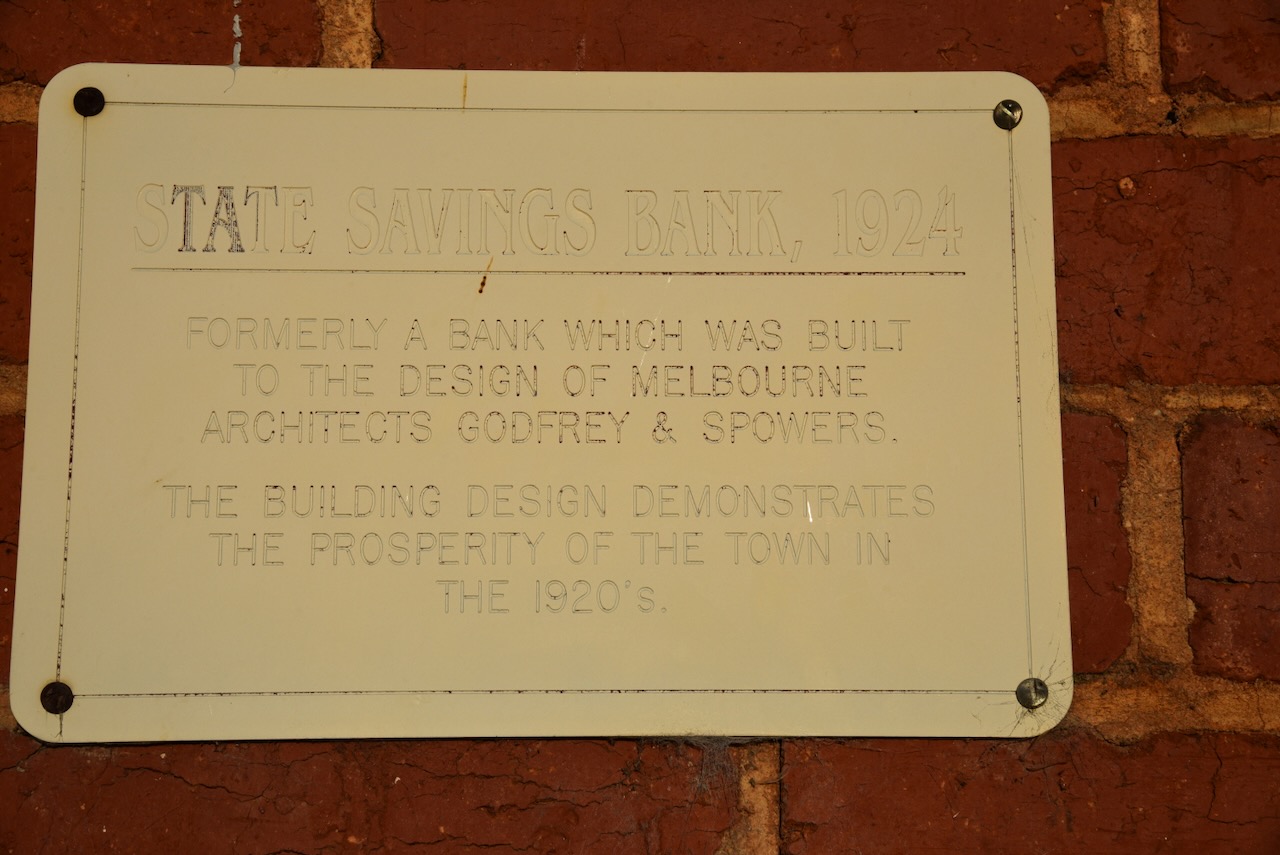 STATE SAVINGS BANK, 1924
FORMERLY A BANK WHICH WAS BUILT
TO THE DESIGN OF MELBOURNE
ARCHITECTS GODFREY & SPOWERS.
THE BUILDING DESIGN DEMONSTRATES
THE PROSPERITY OF THE TOWN IN
THE 1920's.